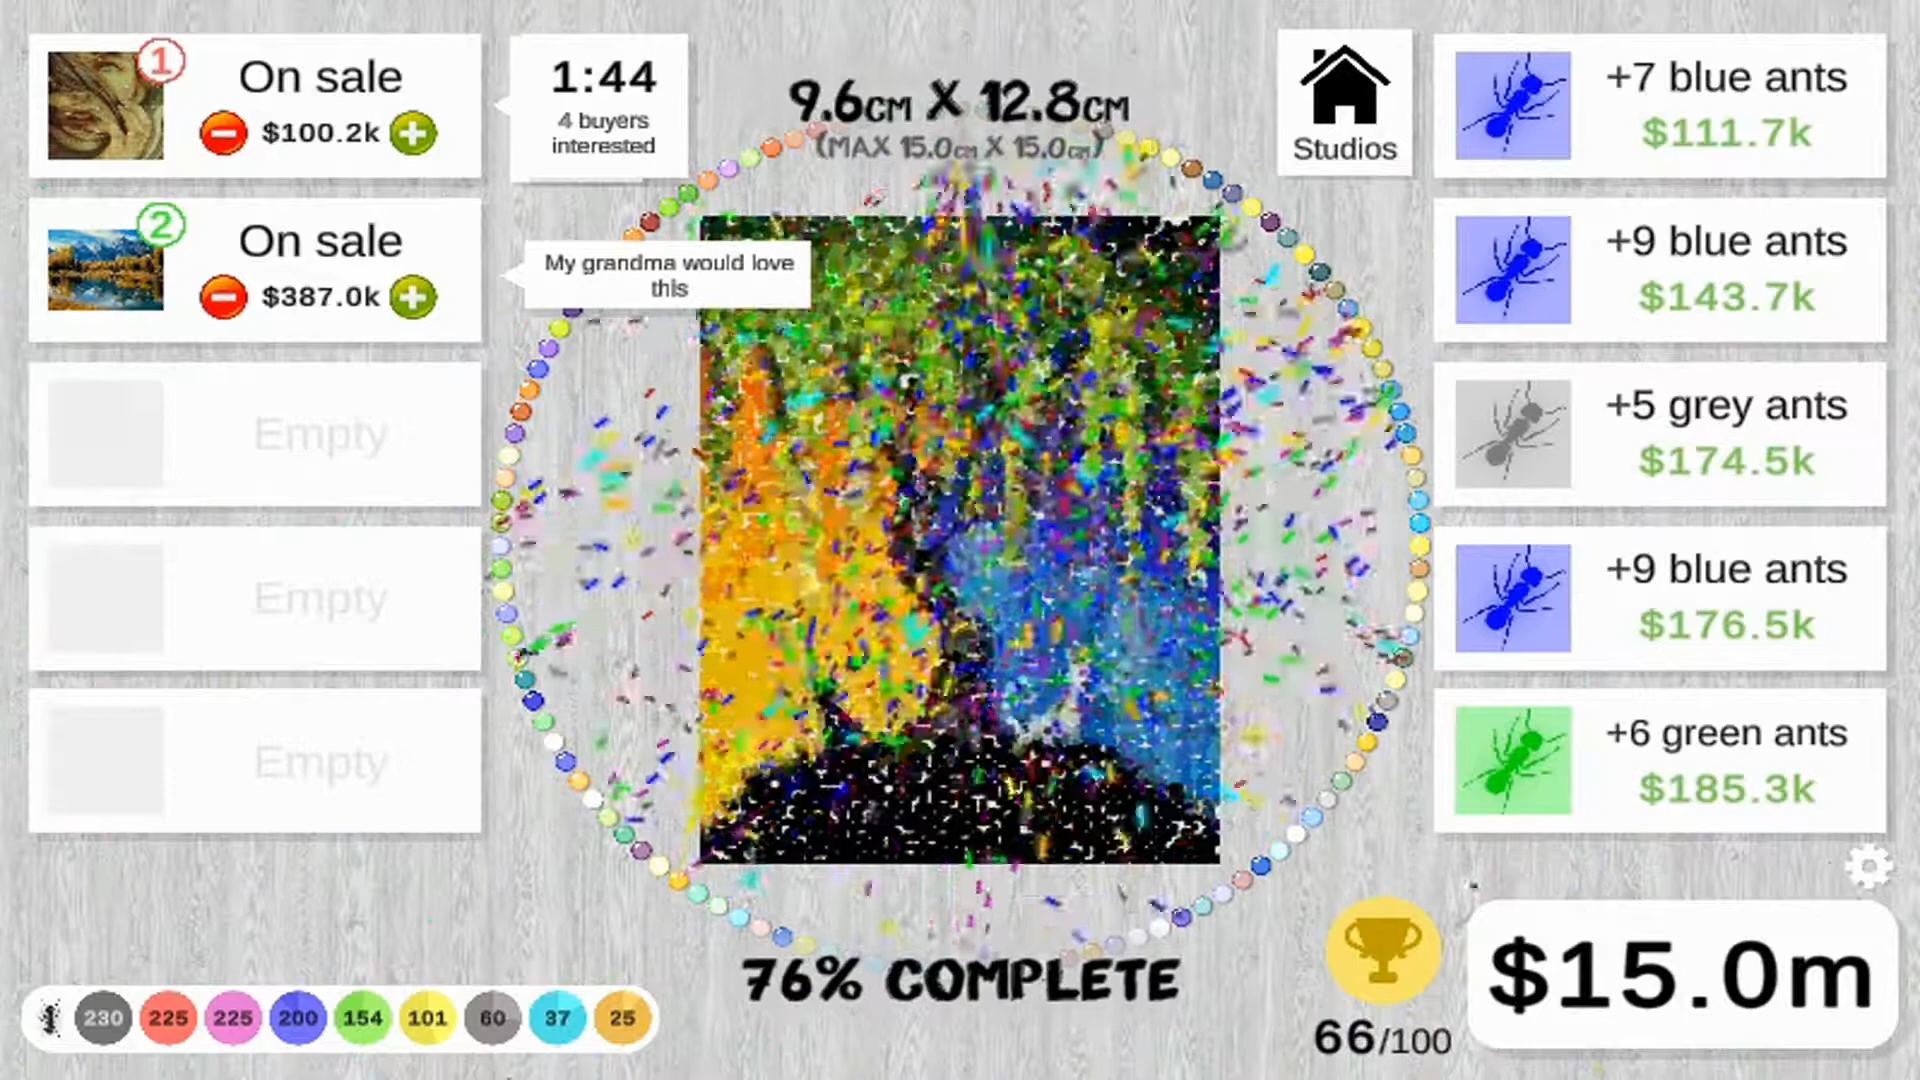 1
On sale
$100.2k
1:44
4 buyers
interested
2
On sale
$387.0k
My grandma would love
this
Empty
Empty
Empty
9.6cm X 12.8cm
(MAX 15.0cm X 15.0cm)
76% COMPLETE
Studios
+7 blue ants
$111.7k
+9 blue ants
$143.7k
+5 grey ants
$174.5k
+9 blue ants
$176.5k
+6 green ants
$185.3k
230 225 225 200 154 101 60 37 25
66/100
$15.0m